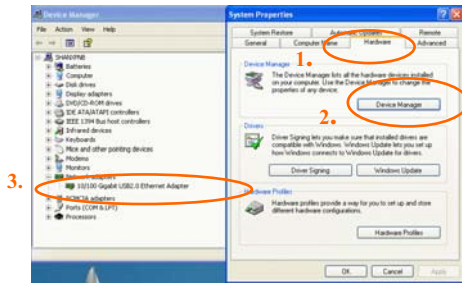 Device Manager
File Action View Help
SHARDYNE
Batteries
Computer
Disk drives
Display adapters
DVD/CD-ROM drives
IDE ATA/ATAPI controllers
IEEE 1394 Bus host controllers
Infrared devices
Keyboards
Mice and other pointing devices
Modems
Monitors
Network adapters
3.
10/100 Gigabit USB2.0 Ethernet Adapter
PCMCIA adapters
Ports (COM & LPT)
Processors
System Properties
System Restore Automatic Updates Remote
General Computer Name Hardware Advanced
1.
Device Manager
The Device Manager lists all the hardware devices installed
on your computer. Use the Device Manager to change the
properties of any device.
Device Manager
2.
Drivers
Driver Signing lets you make sure that installed drivers are
compatible with Windows. Windows Update lets you set up
how Windows connects to Windows Update for drivers.
Driver Signing Windows Update
Hardware Profiles
Hardware profiles provide a way for you to set up and store
different hardware configurations.
Hardware Profiles
OK Cancel Apply